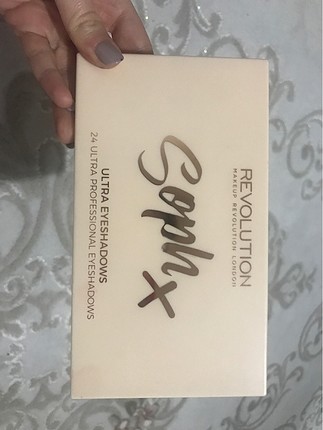 REVOLUTION
MAKEUP REVOLUTION LONDON
Soph x
ULTRA EYESHADOWS
24 ULTRA PROFESSIONAL EYESHADOWS